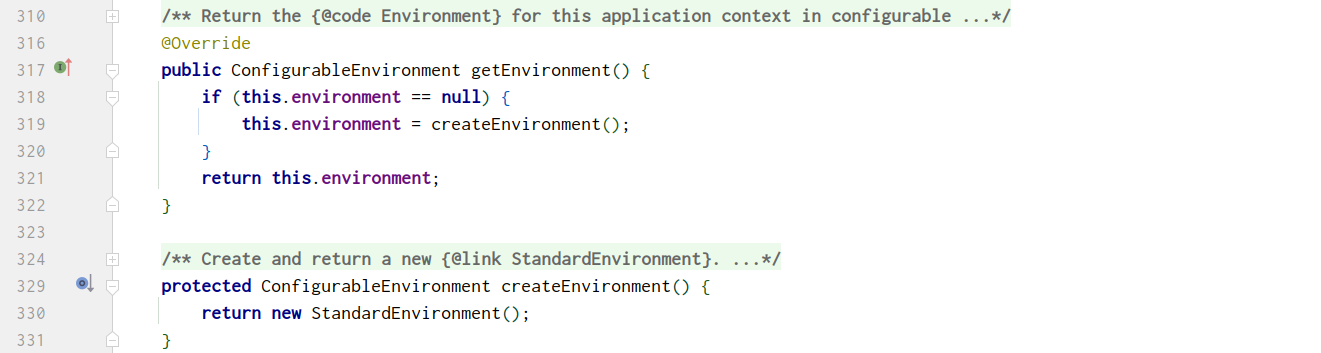 310 /** Return the {@code Environment} for this application context in configurable ...*/
316 @Override
317 public ConfigurableEnvironment getEnvironment() {
318 if (this.environment == null) {
319 this.environment = createEnvironment();
320 }
321 return this.environment;
322 }
323
324 /** Create and return a new {@link StandardEnvironment}. ...*/
329 protected ConfigurableEnvironment createEnvironment() {
330 return new StandardEnvironment();
331 }